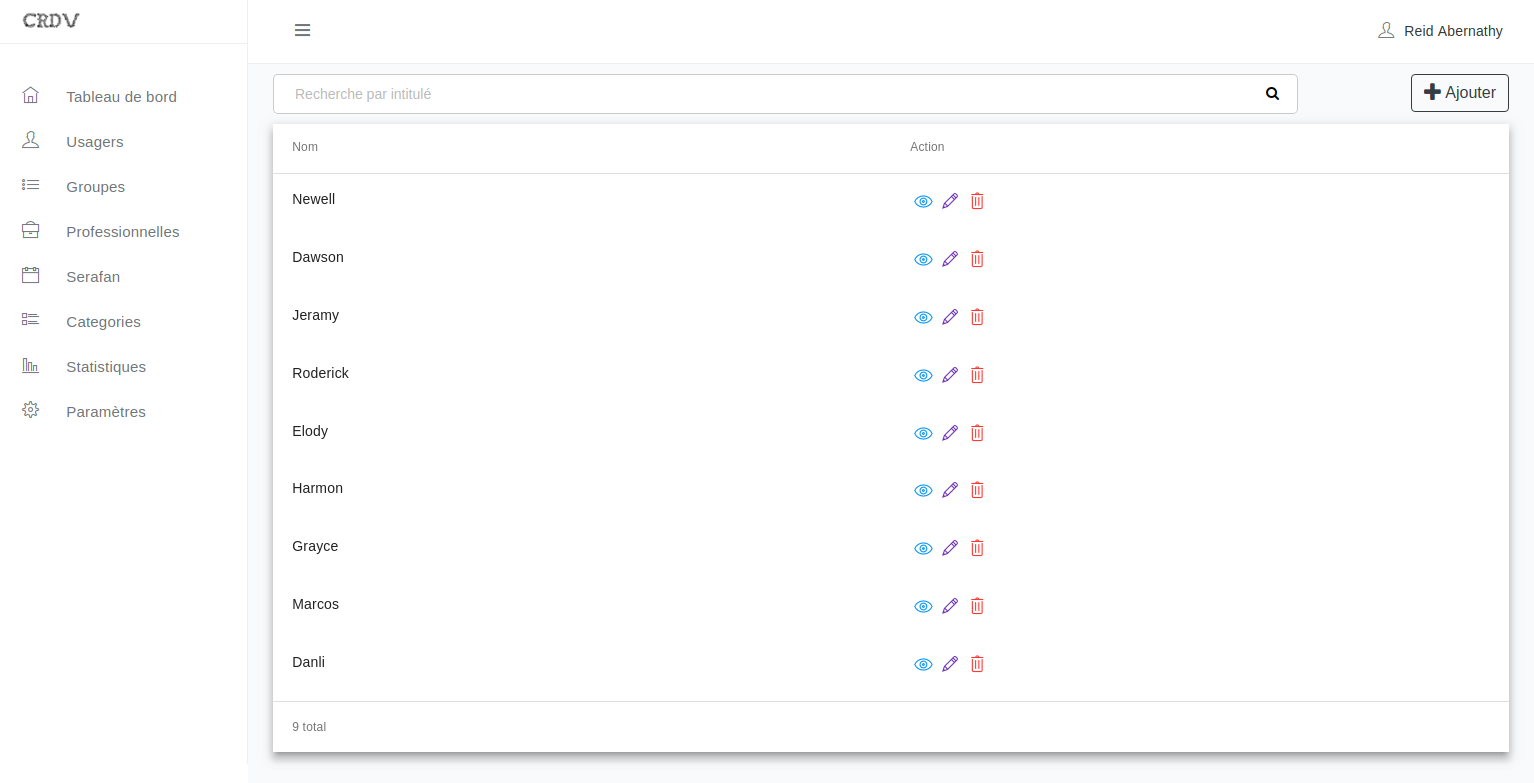 CRDV
Reid Abernathy
Tableau de bord
Usagers
Groupes
Professionnelles
Serafan
Categories
Statistiques
Paramètres
Recherche par intitulé
Ajouter
Nom Action
Newell
Dawson
Jeramy
Roderick
Elody
Harmon
Grayce
Marcos
Danli
9 total